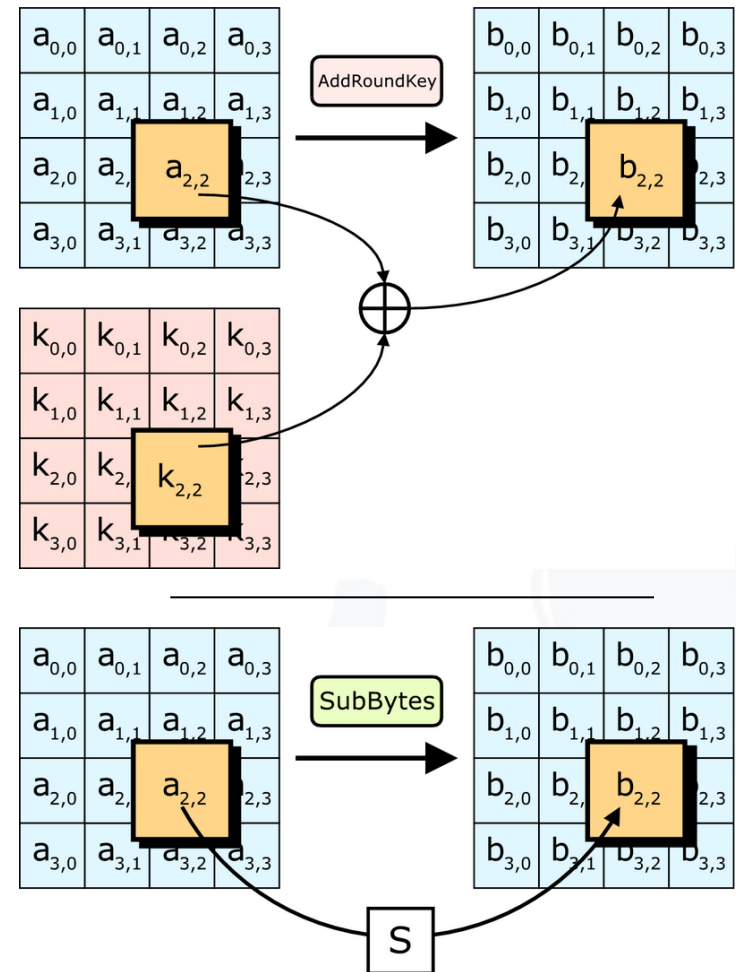 a0,0 a0,1 a0,2 a0,3 b0,0 b0,1 b0,2 b0,3
AddRoundKey
a1,0 a1,1 a1,2 a1,3 b1,0 b1,1 b1,2 b1,3
a2,0 a2, a2,2 2,3 b2,0 b2, b2,2 2,3
a3,0 a3,1 a3,2 a3,3 b3,0 b3,1 b3,2 b3,3
k0,0 k0,1 k0,2 k0,3
k1,0 k1,1 k1,2 k1,3
k2,0 k2, k2,2 2,3
k3,0 k3,1 k3,2 k3,3
a0,0 a0,1 a0,2 a0,3 b0,0 b0,1 b0,2 b0,3
SubBytes
a1,0 a1,1 a1,2 a1,3 b1,0 b1,1 b1,2 b1,3
a2,0 a2, a2,2 2,3 b2,0 b2, b2,2 2,3
a3,0 a3,1 a3,2 a3,3 b3,0 b3,1 b3,2 b3,3
S